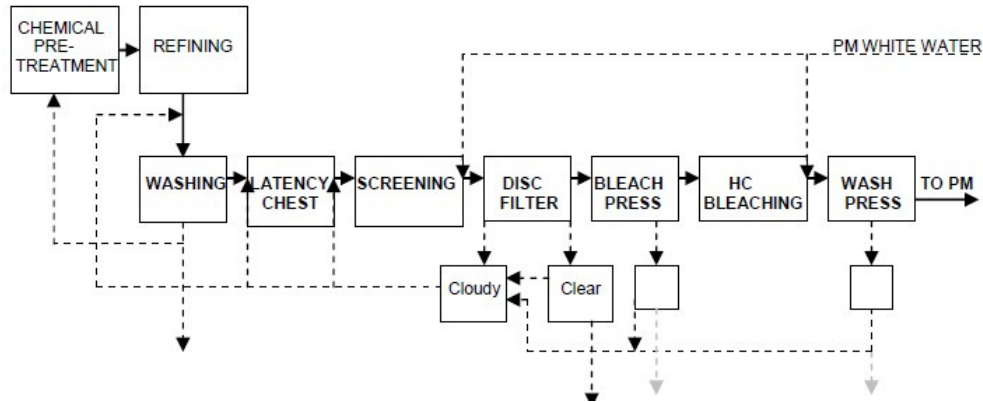 CHEMICAL
PRE-
TREATMENT
REFINING
PM WHITE WATER
WASHING
LATENCY
CHEST
SCREENING
DISC
FILTER
BLEACH
PRESS
HC
BLEACHING
WASH
PRESS
TO PM
Cloudy
Clear